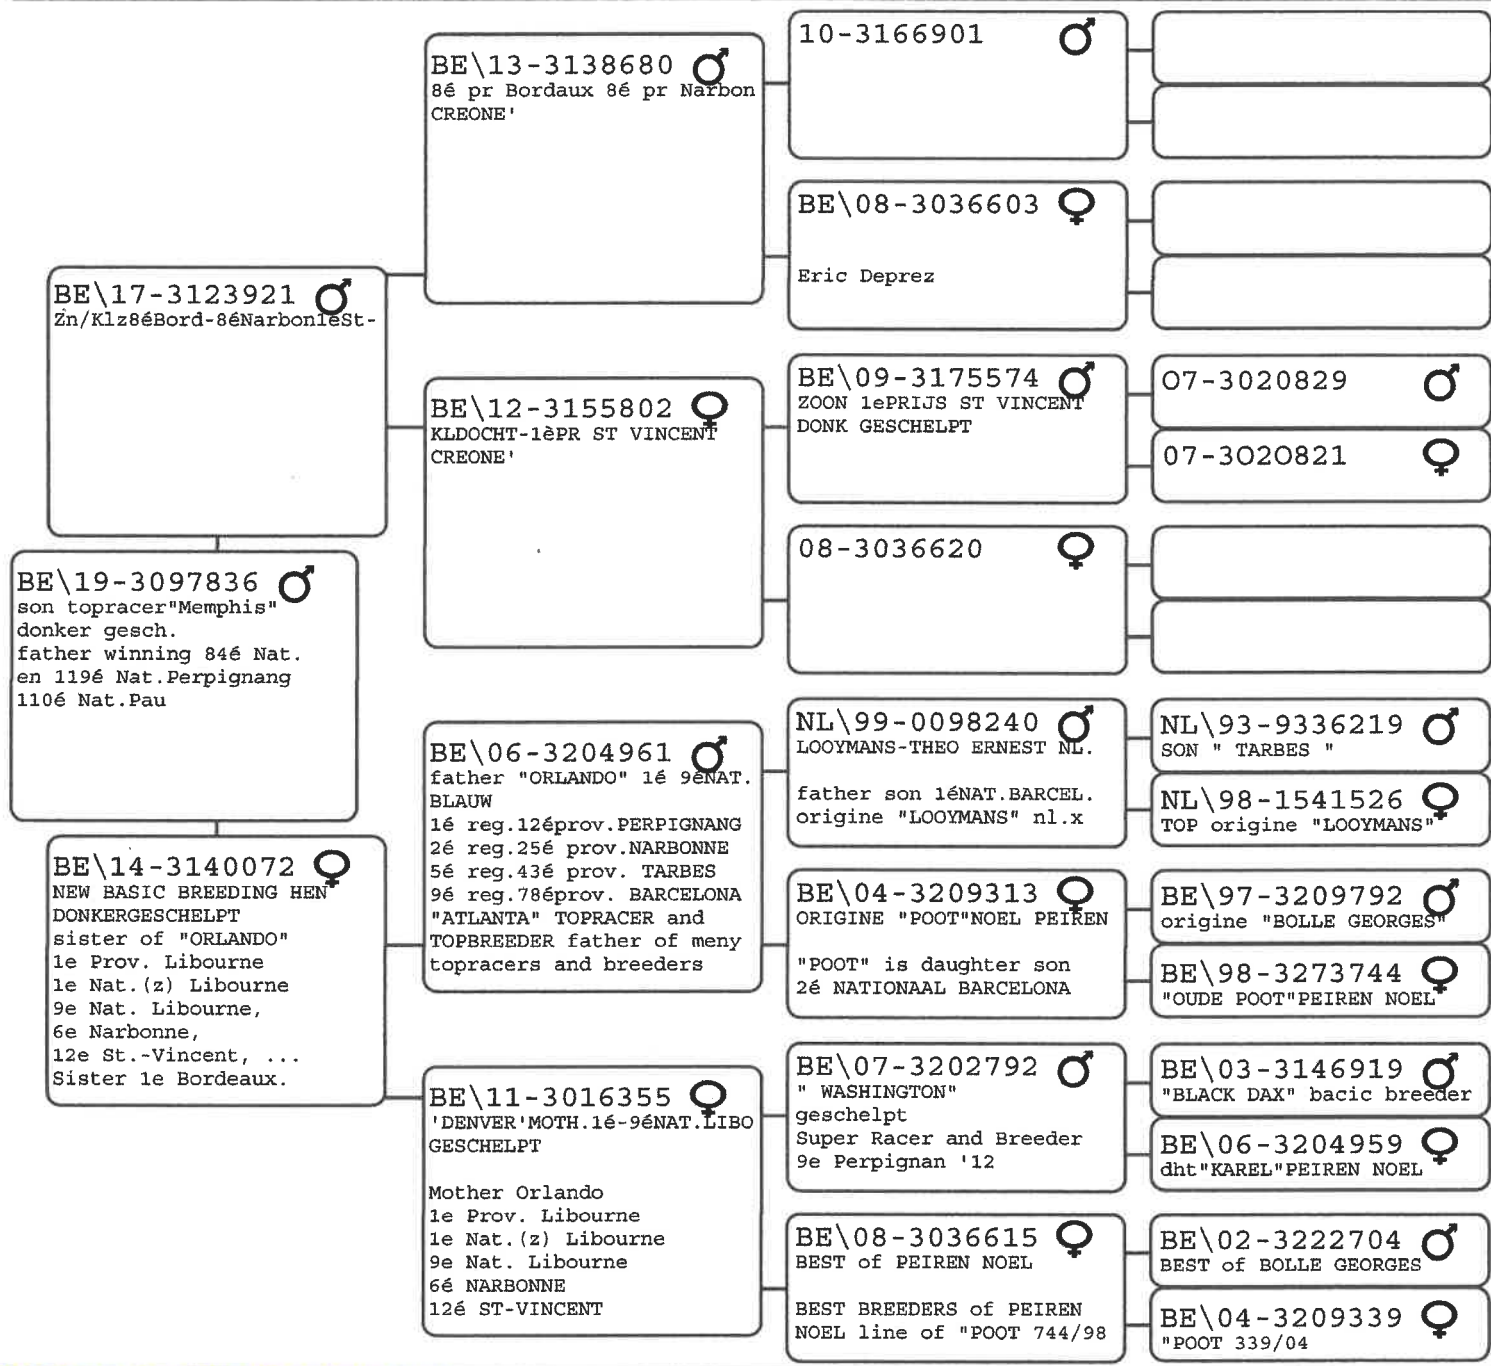 BE\19-3097836
son topracer"Memphis"
donker gesch.
father winning 84é Nat.
en 119é Nat.Perpignang
110é Nat.Pau
BE\17-3123921
Zn/Klz8éBord-8éNarbon1eSt-
BE\14-3140072
NEW BASIC BREEDING HEN
DONKERGESCHELPT
sister of "ORLANDO"
1e Prov. Libourne
1e Nat.(z) Libourne
9e Nat. Libourne,
6e Narbonne,
12e St.-Vincent, ...
Sister 1e Bordeaux.
BE\13-3138680
8é pr Bordaux 8é pr Narbon
CREONE'
BE\12-3155802
KLDOCHT-1èPR ST VINCENT
CREONE'
BE\06-3204961
father "ORLANDO" 1é 9éNAT.
BLAUW
1é reg.12éprov.PERPIGNANG
2é reg.25é prov.NARBONNE
5é reg.43é prov. TARBES
9é reg.78éprov. BARCELONA
"ATLANTA" TOPRACER and
TOPBREEDER father of meny
topracers and breeders
BE\11-3016355
'DENVER'MOTH.1é-9éNAT.LIBO
GESCHELPT
Mother Orlando
1e Prov. Libourne
1e Nat.(z) Libourne
9e Nat. Libourne
6é NARBONNE
12é ST-VINCENT
10-3166901
BE\08-3036603
Eric Deprez
BE\09-3175574
ZOON 1ePRIJS ST VINCENT
DONK GESCHELPT
08-3036620
NL\99-0098240
LOOYMANS-THEO ERNEST NL.
father son 1éNAT.BARCEL.
origine "LOOYMANS" nl.x
BE\04-3209313
ORIGINE "POOT"NOEL PEIREN
"POOT" is daughter son
2é NATIONAAL BARCELONA
BE\07-3202792
" WASHINGTON"
geschelpt
Super Racer and Breeder
9e Perpignan '12
BE\08-3036615
BEST of PEIREN NOEL
BEST BREEDERS of PEIREN
NOEL line of "POOT 744/98
O7-3020829
07-3O2O821
NL\93-9336219
SON " TARBES "
NL\98-1541526
TOP origine "LOOYMANS"
BE\97-3209792
origine "BOLLE GEORGES"
BE\98-3273744
"OUDE POOT"PEIREN NOEL
BE\03-3146919
"BLACK DAX" bacic breeder
BE\06-3204959
dht"KAREL"PEIREN NOEL
BE\02-3222704
BEST of BOLLE GEORGES
BE\04-3209339
"POOT 339/04